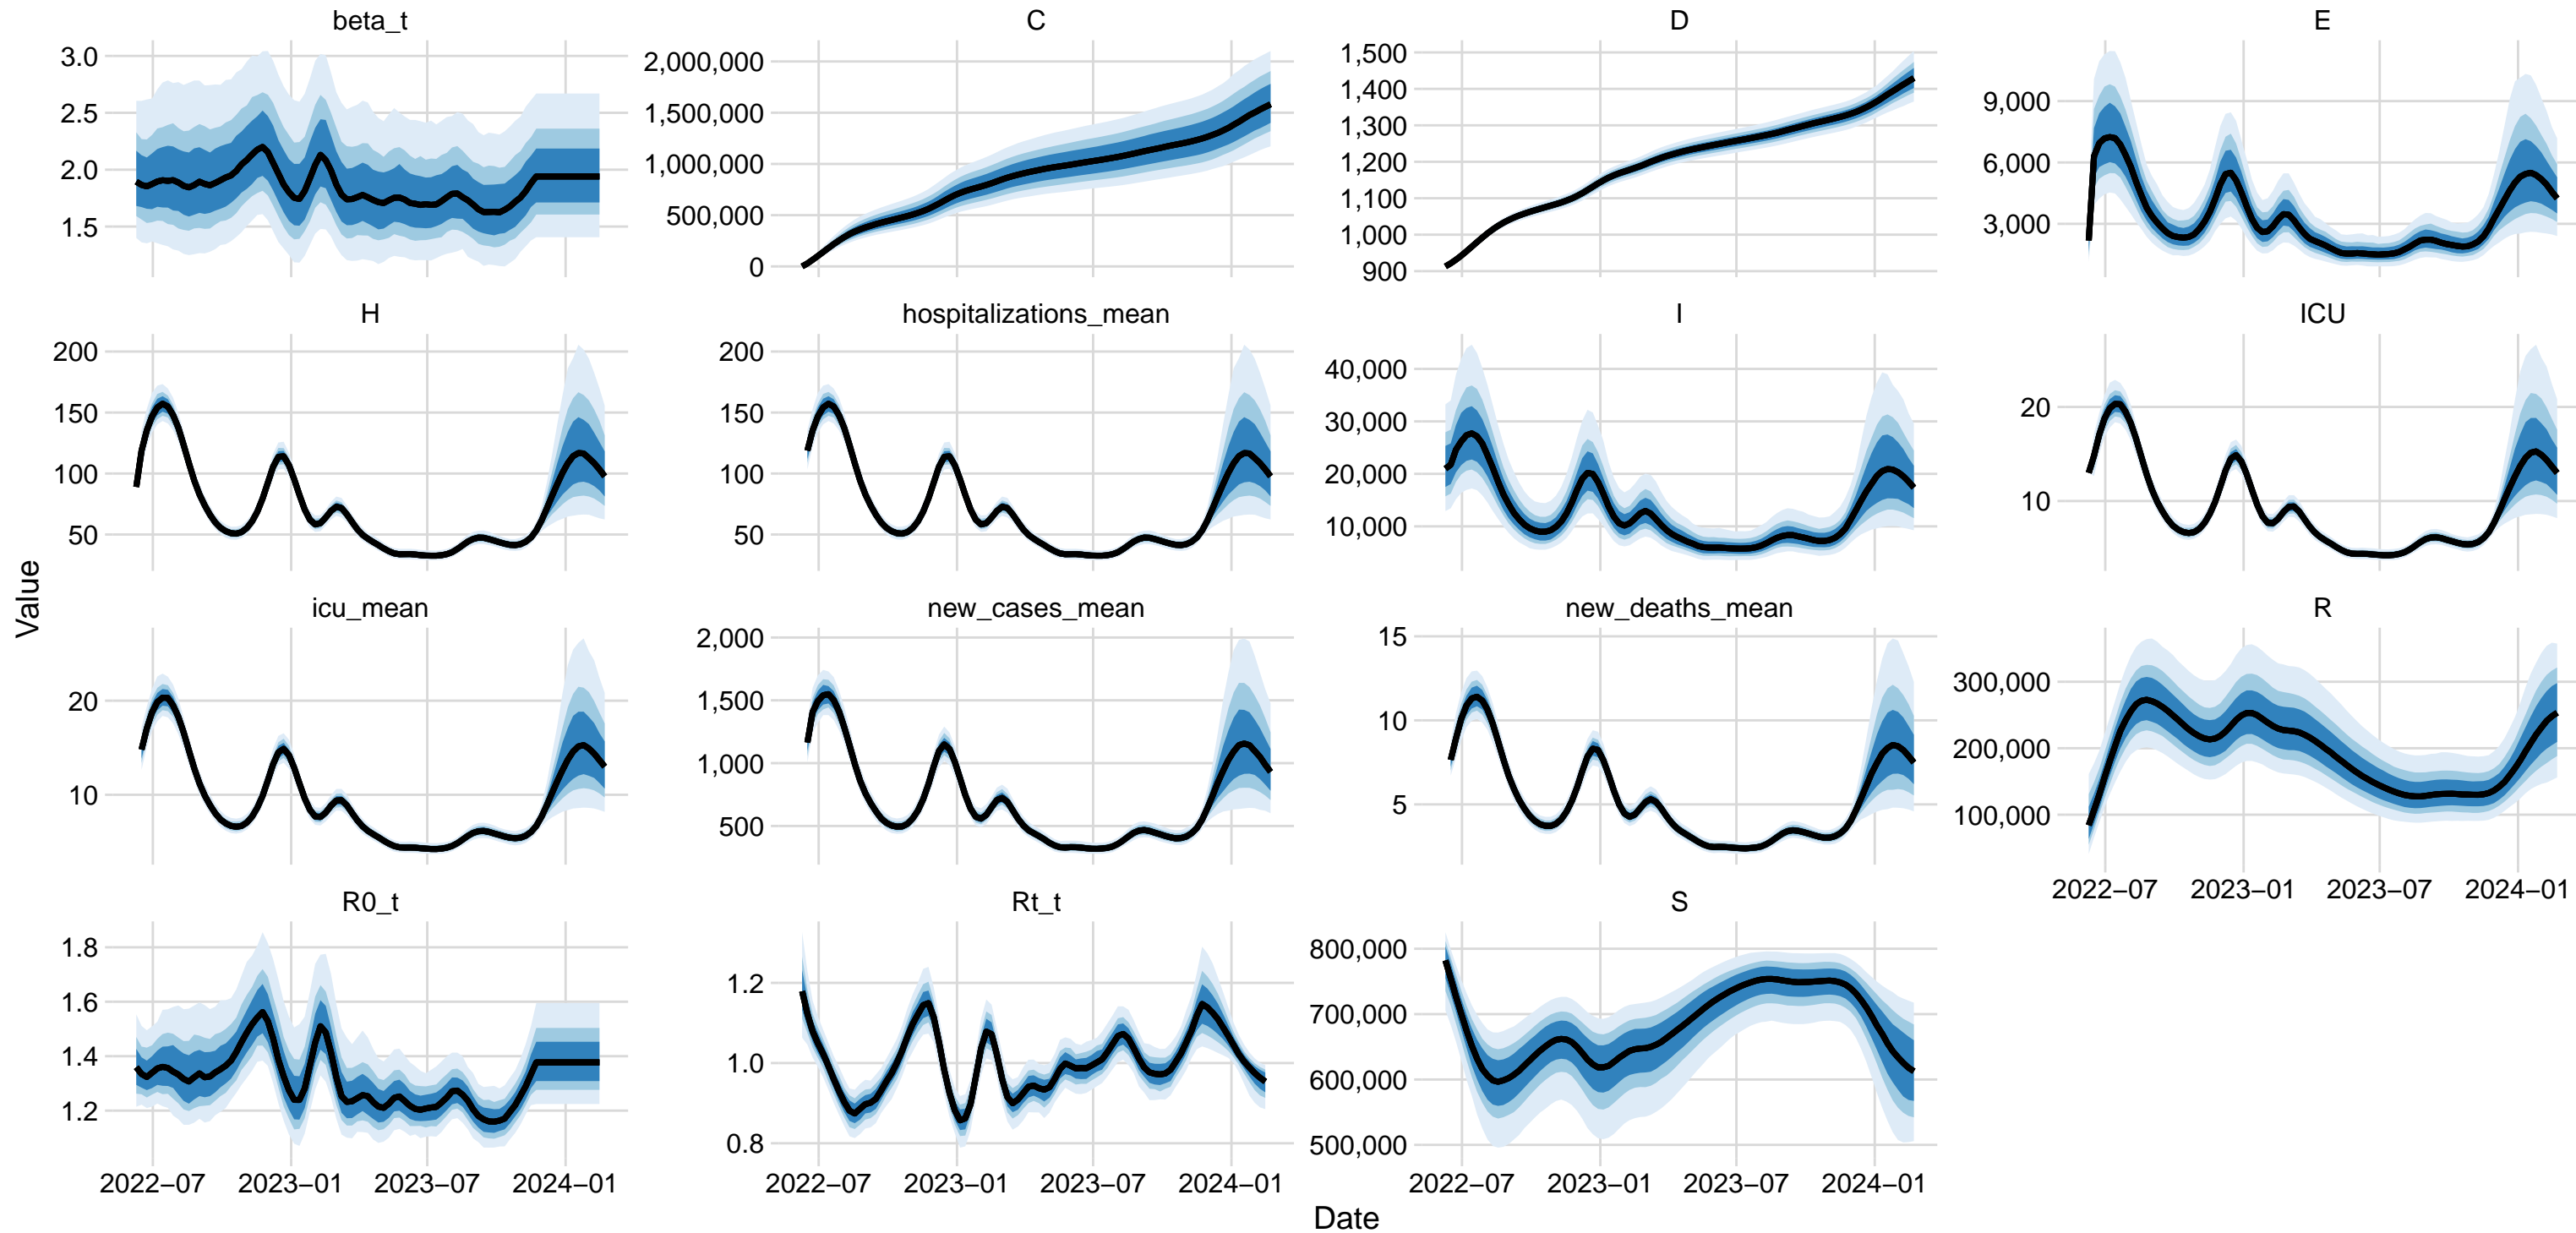 beta_t
C
D
E
3.0
2.5
2.0
1.5
2,000,000
1,500,000
1,000,000
500,000
0
1,500
1,400
1,300
1,200
1,100
1,000
900
9,000
6,000
3,000
H
hospitalizations_mean
I
ICU
200
150
100
50
200
150
100
50
40,000
30,000
20,000
10,000
20
10
Value
icu_mean
new_cases_mean
new_deaths_mean
R
20
10
2,000
1,500
1,000
500
15
10
5
300,000
200,000
100,000
2022−07 2023−01 2023−07 2024−01
R0_t
Rt_t
S
1.8
1.6
1.4
1.2
1.2
1.0
0.8
800,000
700,000
600,000
500,000
2022−07 2023−01 2023−07 2024−01
2022−07 2023−01 2023−07 2024−01
2022−07 2023−01 2023−07 2024−01
Date